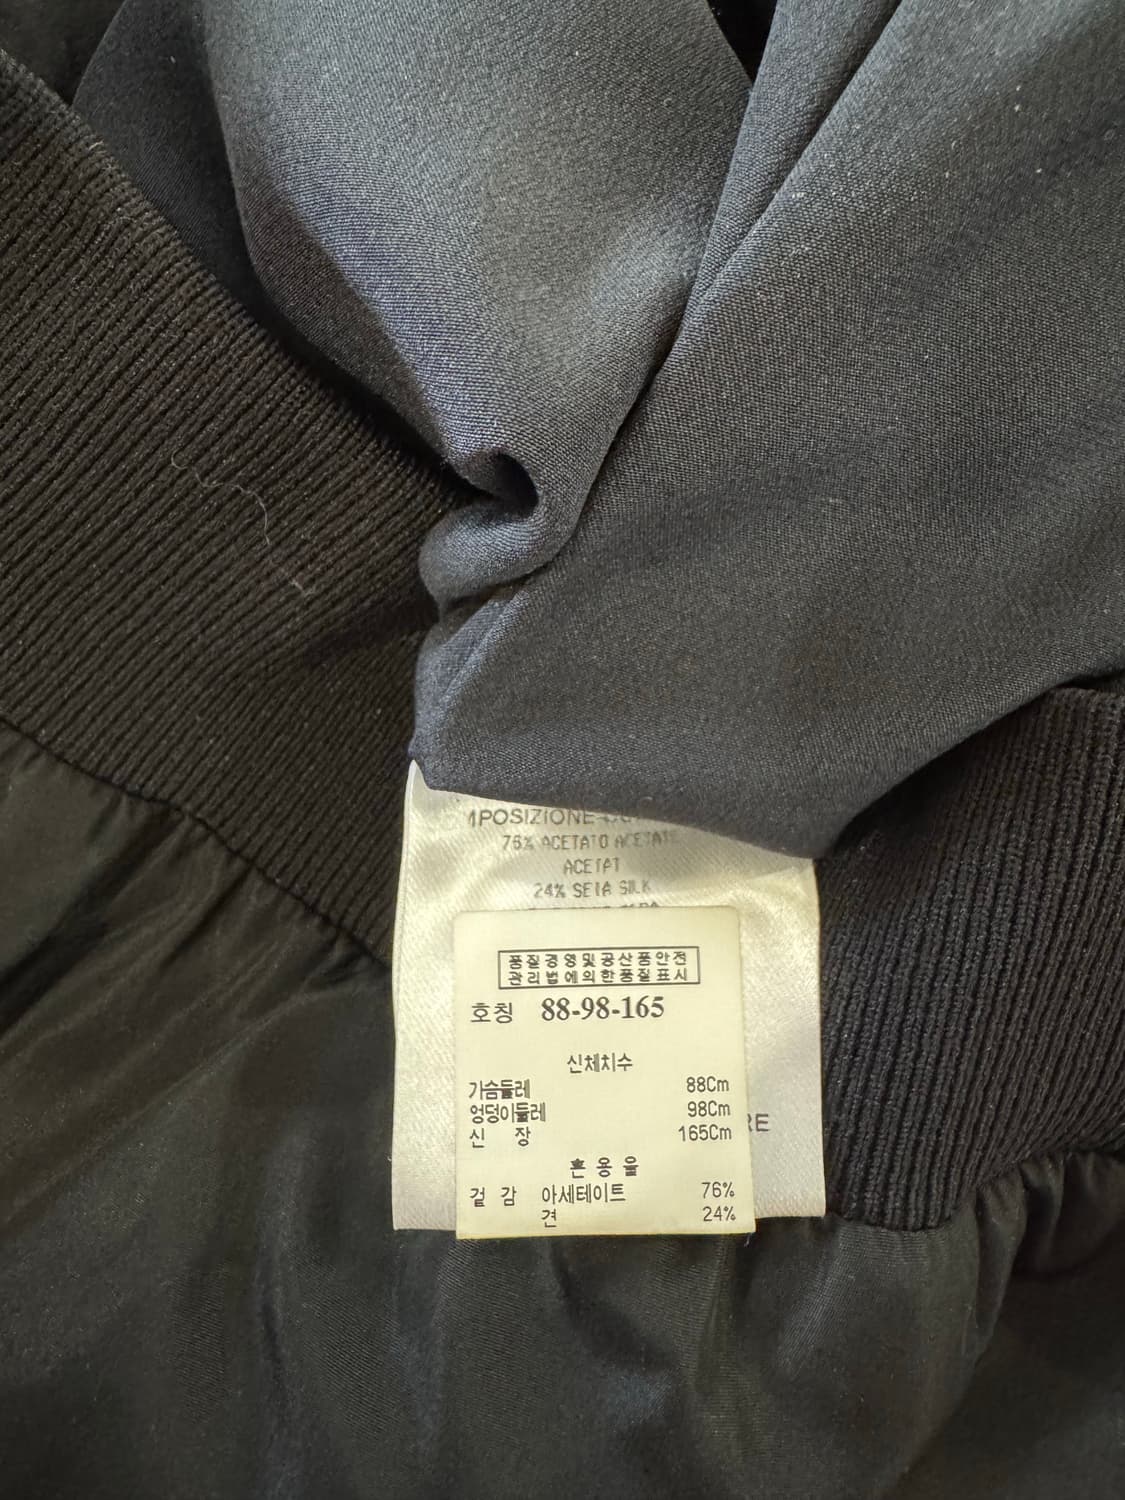 76% ACETATO ACETATE
ACETAT
24% SETA SILK
품질경영및공산품안전
관리법에의한품질표시
호칭 88-98-165
신체치수
가슴둘레 88Cm
엉덩이둘레 98Cm
신 장 165Cm
혼 용 율
겉 감 아세테이트 76%
견 24%